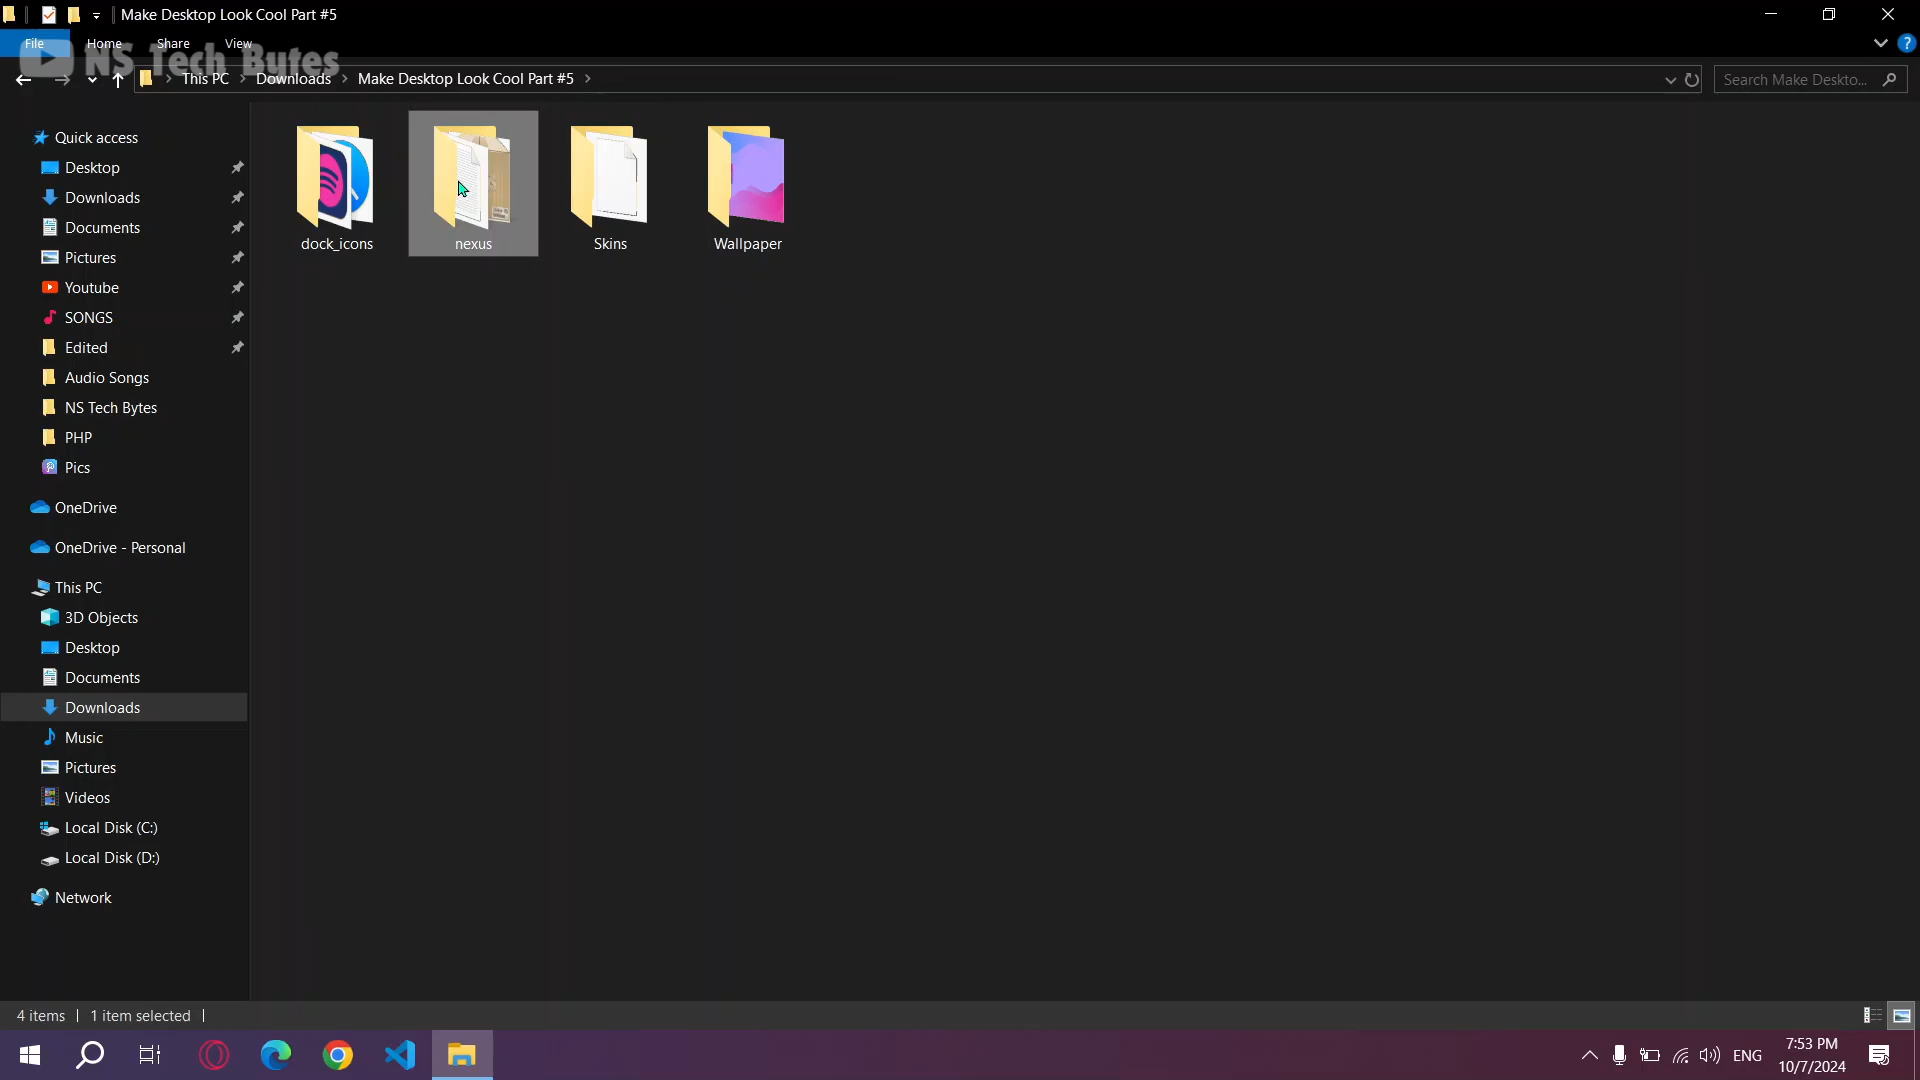 Make Desktop Look Cool Part #5
File Home Share View
NS Tech Butes
This PC Downloads Make Desktop Look Cool Part #5
Search Make Deskto...
Quick access
Desktop
Downloads
Documents
Pictures
Youtube
SONGS
Edited
Audio Songs
NS Tech Bytes
PHP
Pics
OneDrive
OneDrive - Personal
This PC
3D Objects
Desktop
Documents
Downloads
Music
Pictures
Videos
Local Disk (C:)
Local Disk (D:)
Network
dock_icons nexus Skins Wallpaper
4 items 1 item selected
ENG
7:53 PM
10/7/2024